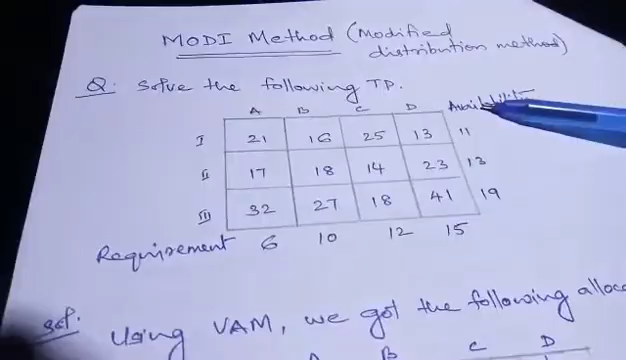 MODI Method (Modified
distribution method)
Q: Solve the following TP.
A B C D
I 21 16 25 13 11
II 17 18 14 23 13
III 32 27 18 41 19
Requirement 6 10 12 15
sol:
Using VAM, we got the following
A B C D